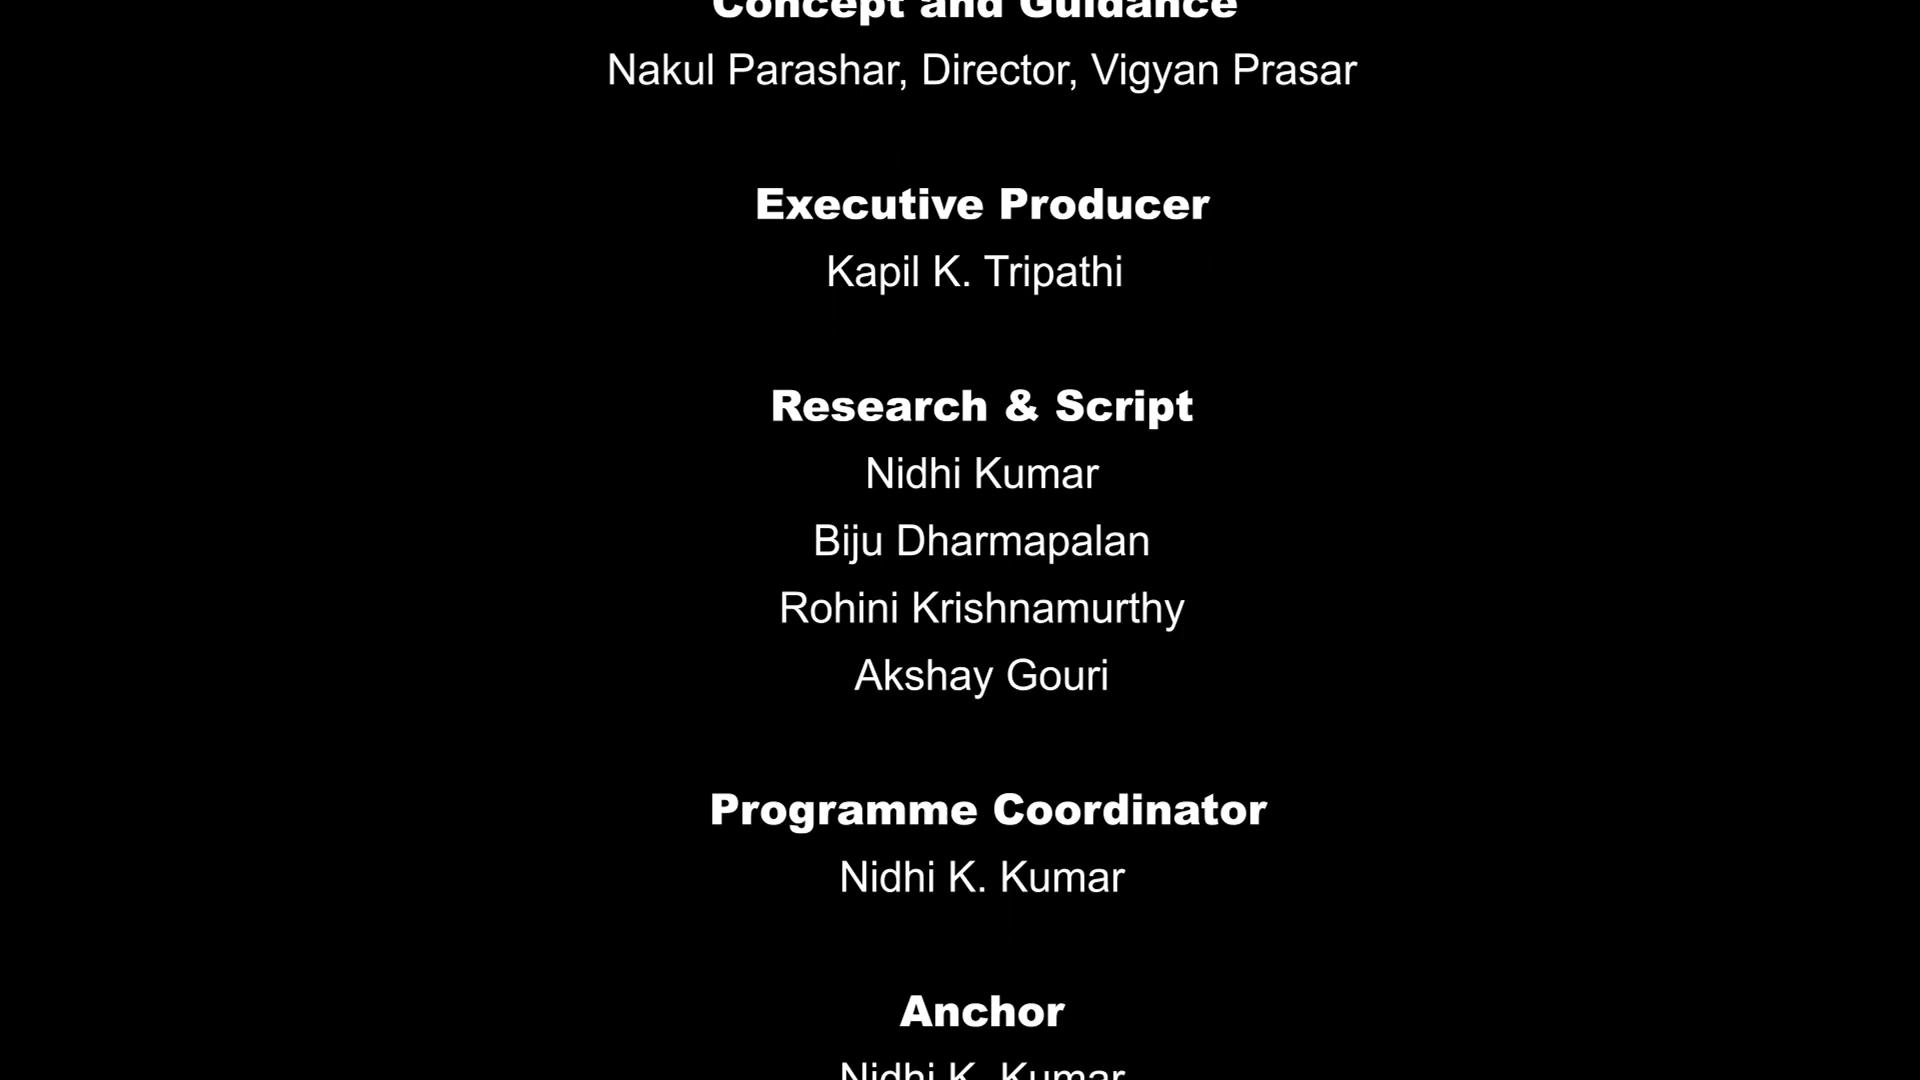 Concept and Guidance
Nakul Parashar, Director, Vigyan Prasar
Executive Producer
Kapil K. Tripathi
Research & Script
Nidhi Kumar
Biju Dharmapalan
Rohini Krishnamurthy
Akshay Gouri
Programme Coordinator
Nidhi K. Kumar
Anchor
Nidhi K. Kumar